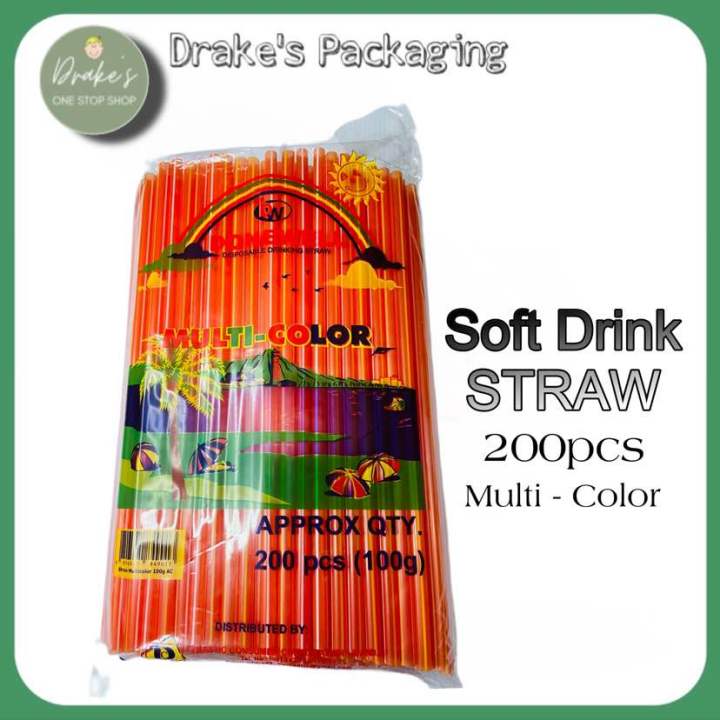 Drake's Packaging
Drake's
ONE STOP SHOP
DISPOSABLE DRINKING STRAW
MULTI-COLOR
Soft Drink
STRAW
200pcs
Multi - Color
APPROX QTY.
200 pcs (100g)
DISTRIBUTED BY